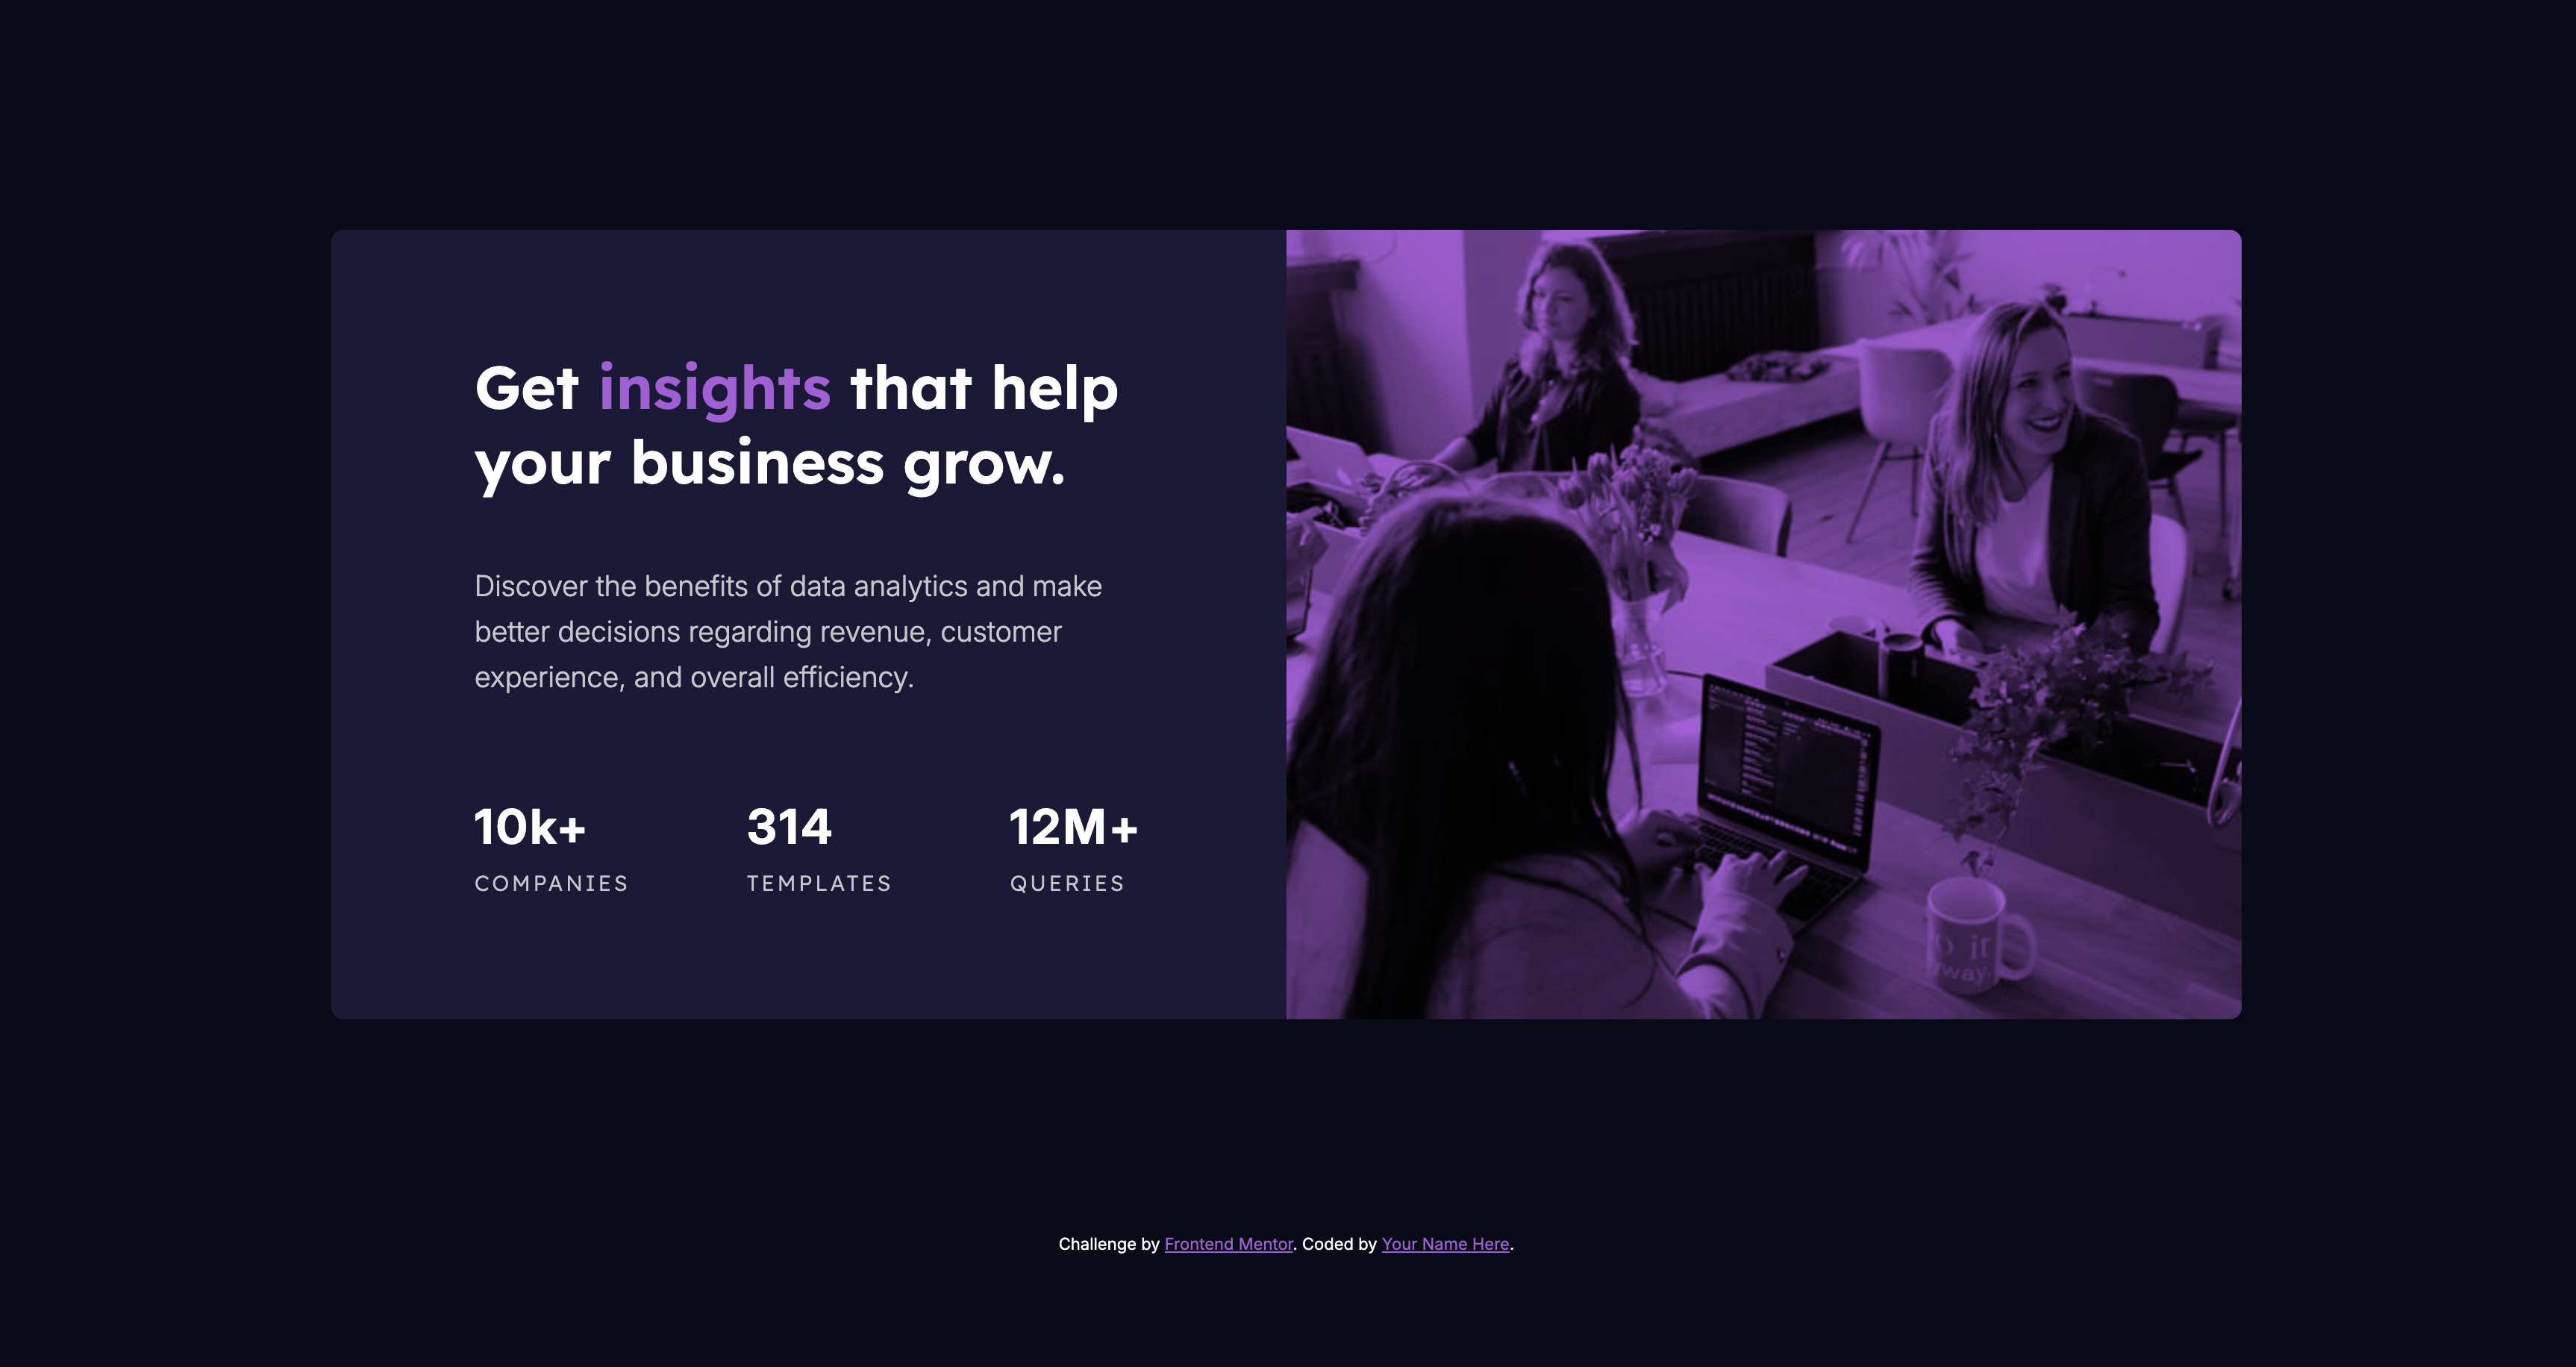 Get insights that help
your business grow.
Discover the benefits of data analytics and make
better decisions regarding revenue, customer
experience, and overall efficiency.
10k+
COMPANIES
314
TEMPLATES
12M+
QUERIES
way.
Challenge by Frontend Mentor. Coded by Your Name Here.